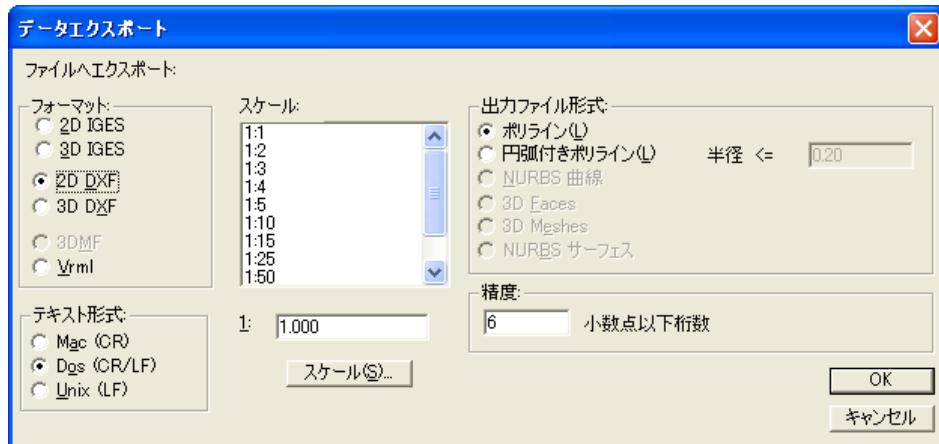 データエクスポート
ファイルへエクスポート:
フォーマット:
2D IGES
3D IGES
2D DXF
3D DXF
3DMF
Vrml
テキスト形式:
Mac (CR)
Dos (CR/LF)
Unix (LF)
スケール:
1:1
1:2
1:3
1:4
1:5
1:10
1:15
1:25
1:50
1: 1.000
スケール(S)...
出力ファイル形式:
ポリライン(L)
円弧付きポリライン(L) 半径 <= 0.20
NURBS 曲線
3D Faces
3D Meshes
NURBS サーフェス
精度:
6 小数点以下桁数
OK
キャンセル